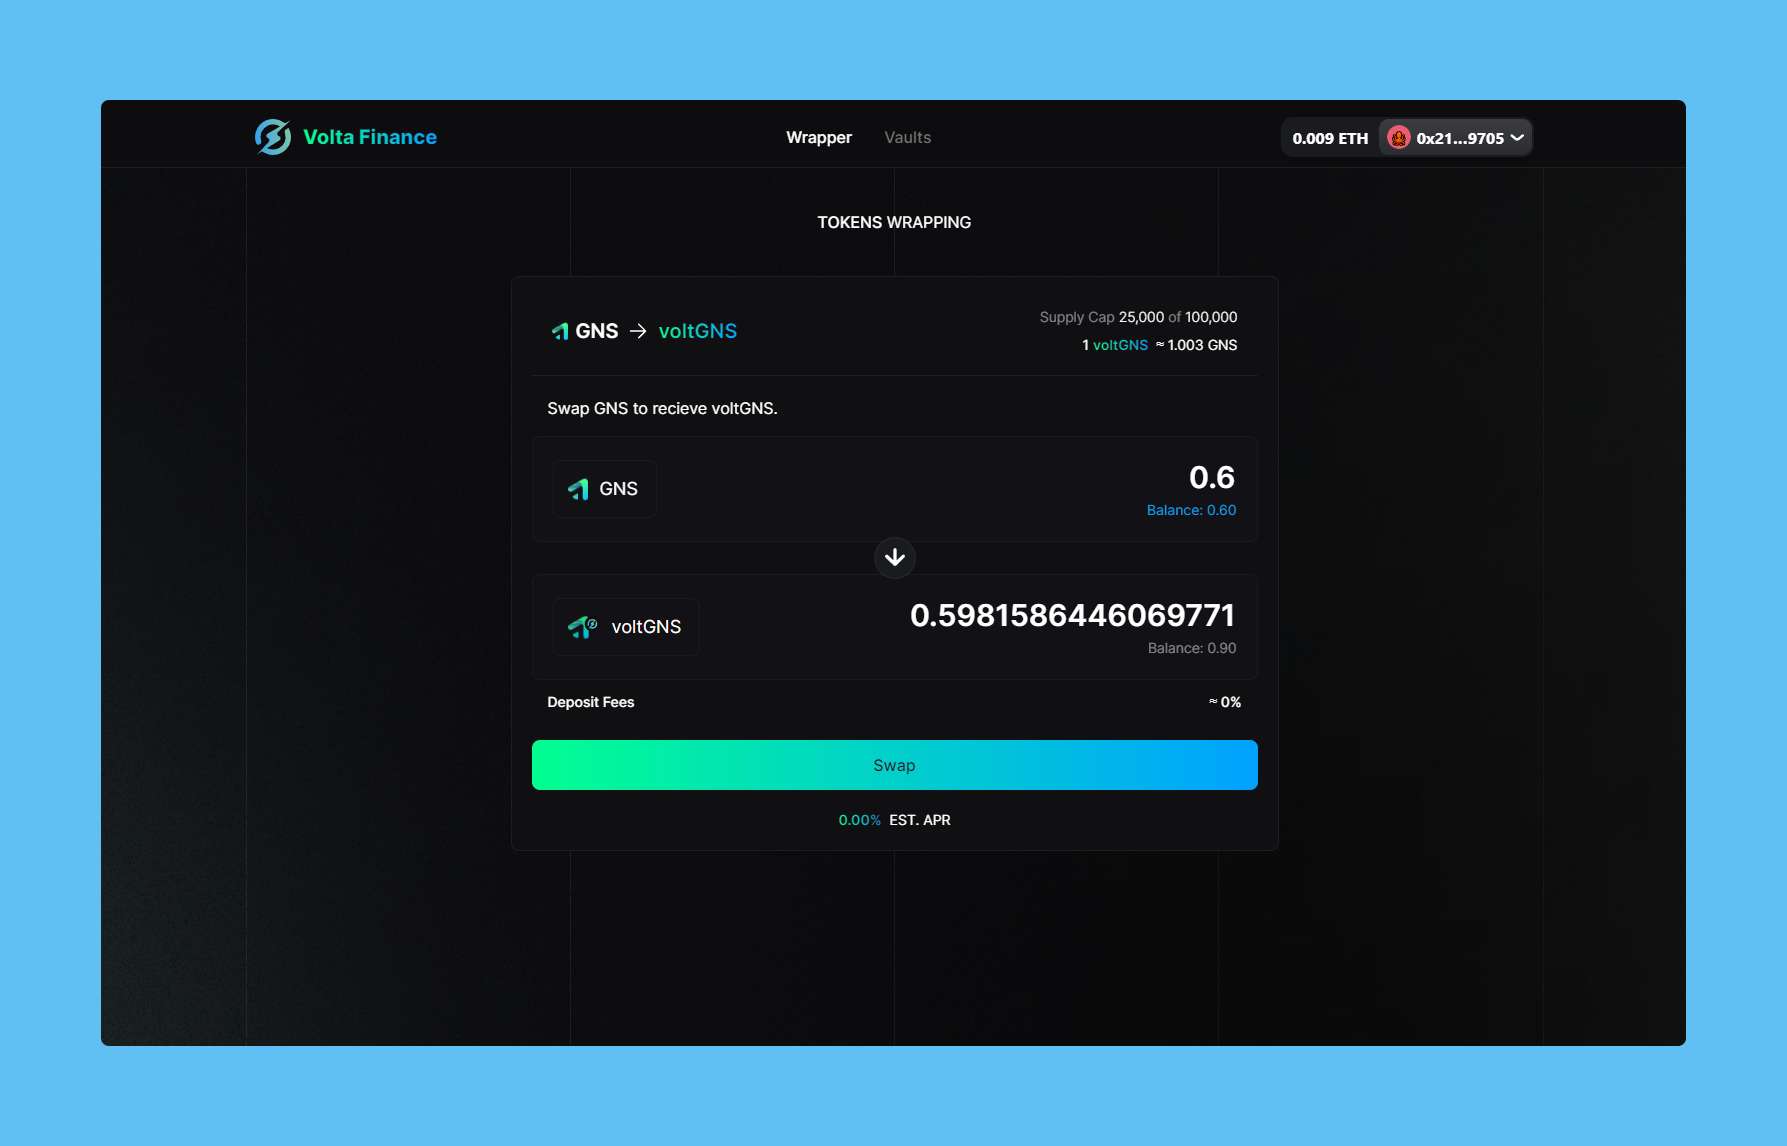 Volta Finance
Wrapper
Vaults
0.009 ETH
0x21...9705
TOKENS WRAPPING
GNS → voltGNS
Supply Cap 25,000 of 100,000
1 voltGNS ≈ 1.003 GNS
Swap GNS to recieve voltGNS.
GNS
0.6
Balance: 0.60
voltGNS
0.5981586446069771
Balance: 0.90
Deposit Fees
≈ 0%
Swap
0.00% EST. APR